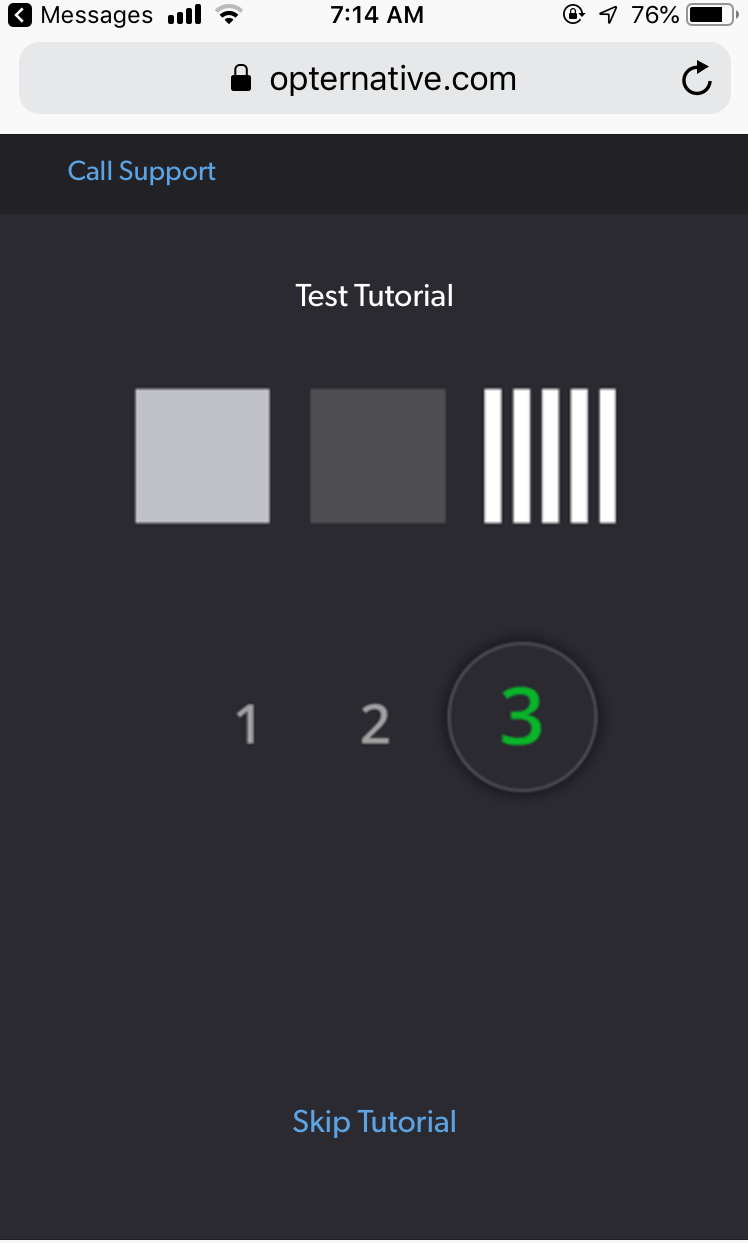 Messages 7:14 AM 76%
opternative.com
Call Support
Test Tutorial
1 2 3
Skip Tutorial